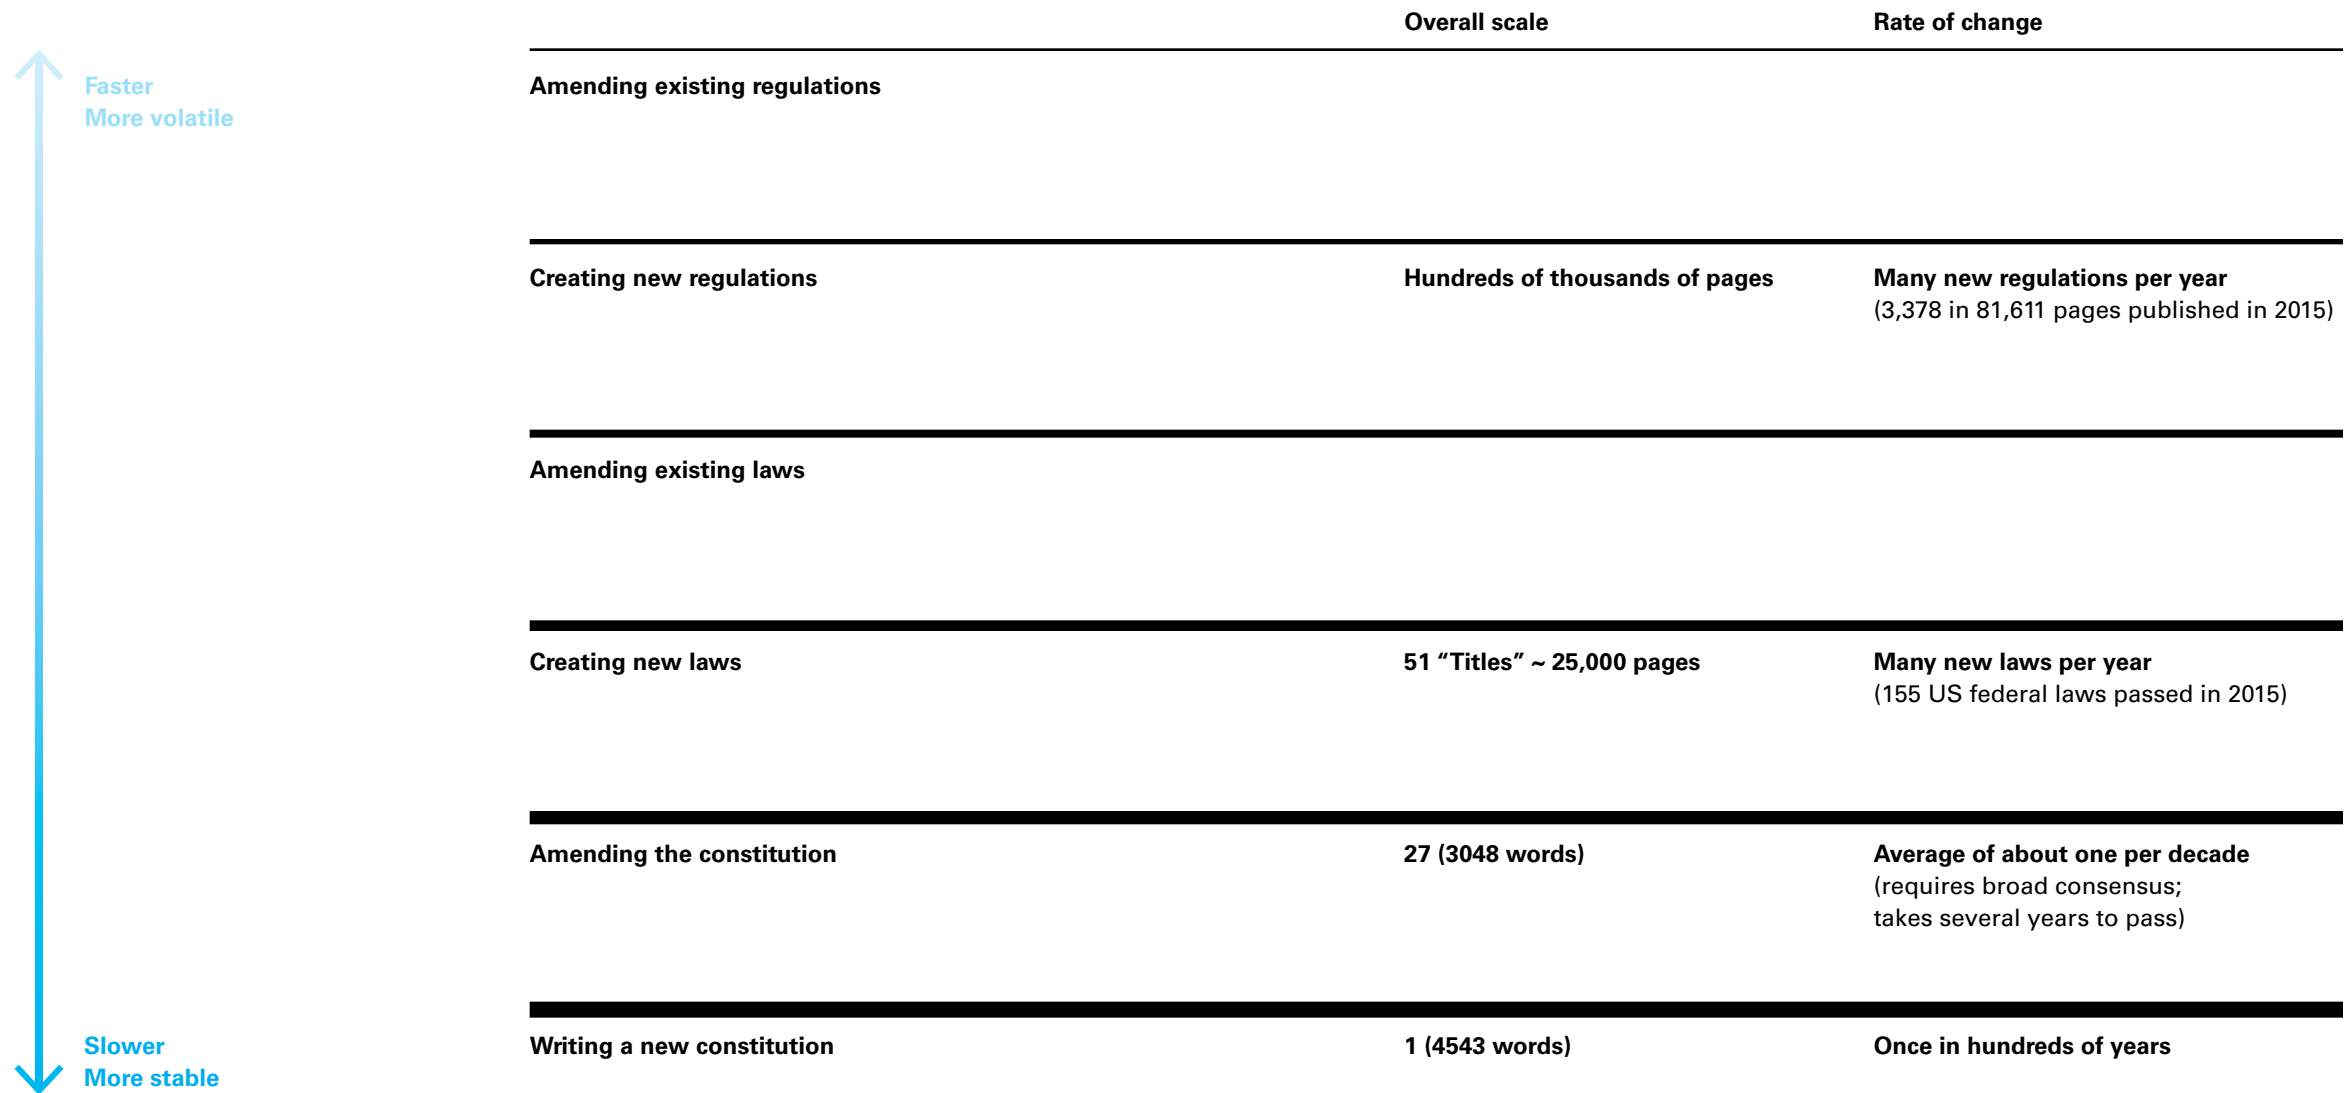 Overall scale
Rate of change
Faster
More volatile
Amending existing regulations
Creating new regulations
Hundreds of thousands of pages
Many new regulations per year
(3,378 in 81,611 pages published in 2015)
Amending existing laws
Creating new laws
51 “Titles” ~ 25,000 pages
Many new laws per year
(155 US federal laws passed in 2015)
Amending the constitution
27 (3048 words)
Average of about one per decade
(requires broad consensus;
takes several years to pass)
Slower
More stable
Writing a new constitution
1 (4543 words)
Once in hundreds of years